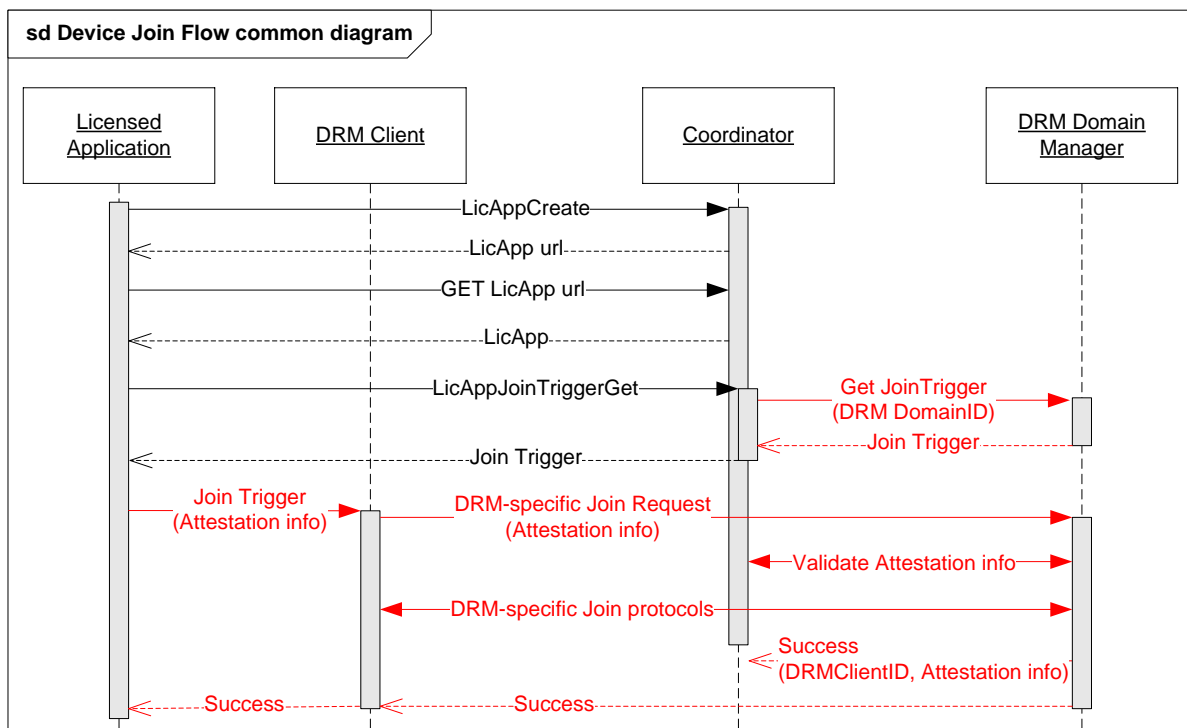 sd Device Join Flow common diagram
Licensed
Application
DRM Client
Coordinator
DRM Domain
Manager
LicAppCreate
LicApp url
GET LicApp url
LicApp
LicAppJoinTriggerGet
Get JoinTrigger
(DRM DomainID)
Join Trigger
Join Trigger
Join Trigger
(Attestation info)
DRM-specific Join Request
(Attestation info)
Validate Attestation info
DRM-specific Join protocols
Success
(DRMClientID, Attestation info)
Success
Success